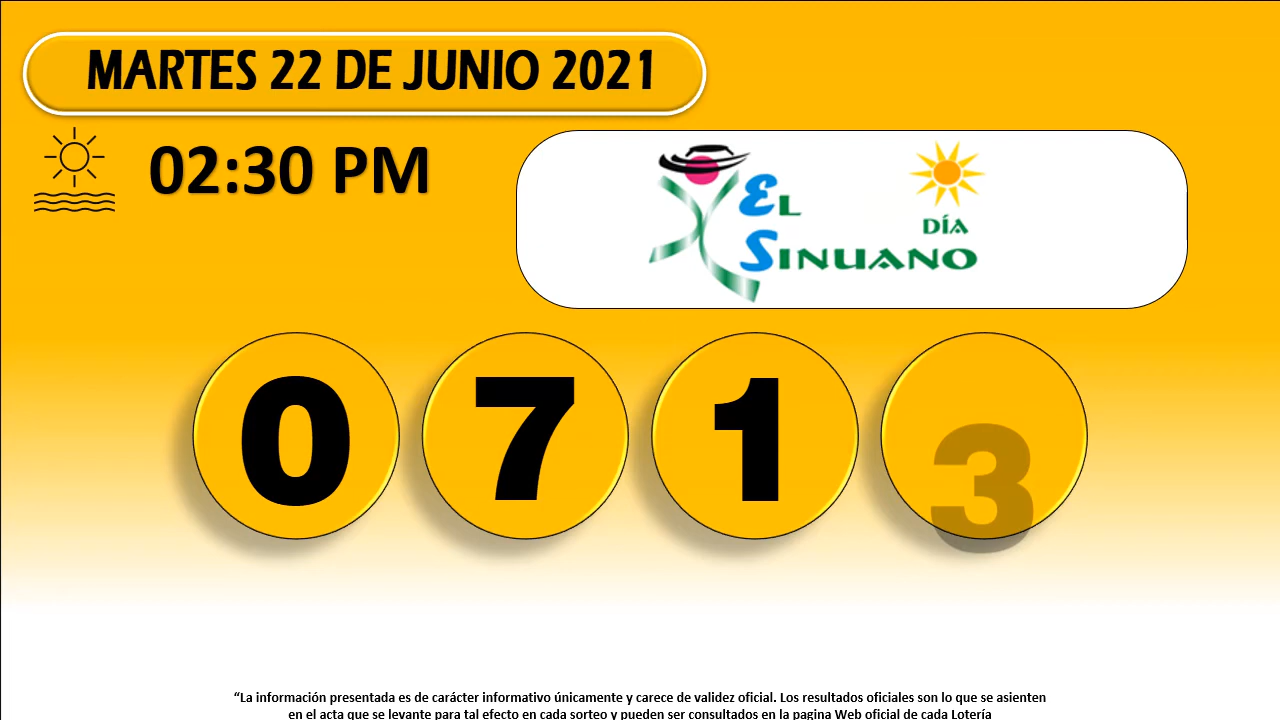 MARTES 22 DE JUNIO 2021
02:30 PM
EL
DÍA
SINUANO
0 7 1 3
“La información presentada es de carácter informativo únicamente y carece de validez oficial. Los resultados oficiales son lo que se asienten
en el acta que se levante para tal efecto en cada sorteo y pueden ser consultados en la pagina Web oficial de cada Lotería